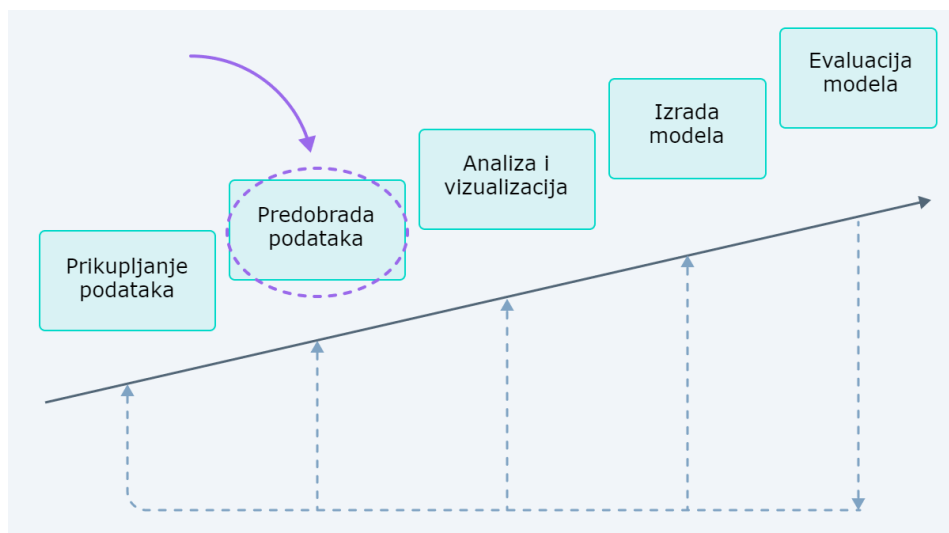 Prikupljanje
podataka
Predobrada
podataka
Analiza i
vizualizacija
Izrada
modela
Evaluacija
modela